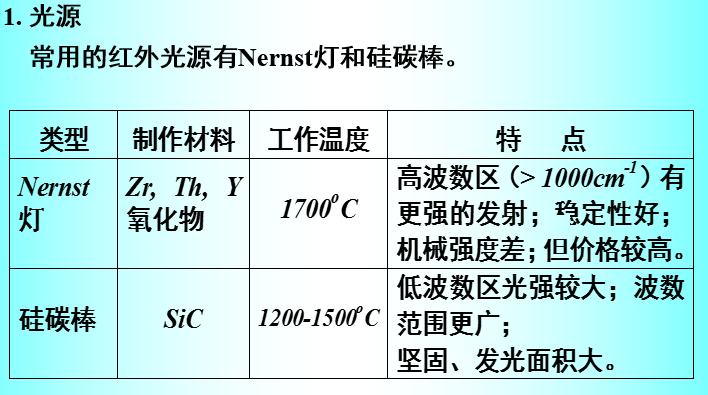 1. 光源
常用的红外光源有Nernst灯和硅碳棒。
类型 制作材料 工作温度 特 点
Nernst
灯
Zr, Th, Y
氧化物
1700⁰C
高波数区（> 1000cm⁻¹）有
更强的发射；稳定性好；
机械强度差；但价格较高。
硅碳棒
SiC
1200-1500⁰C
低波数区光强较大；波数
范围更广；
坚固、发光面积大。